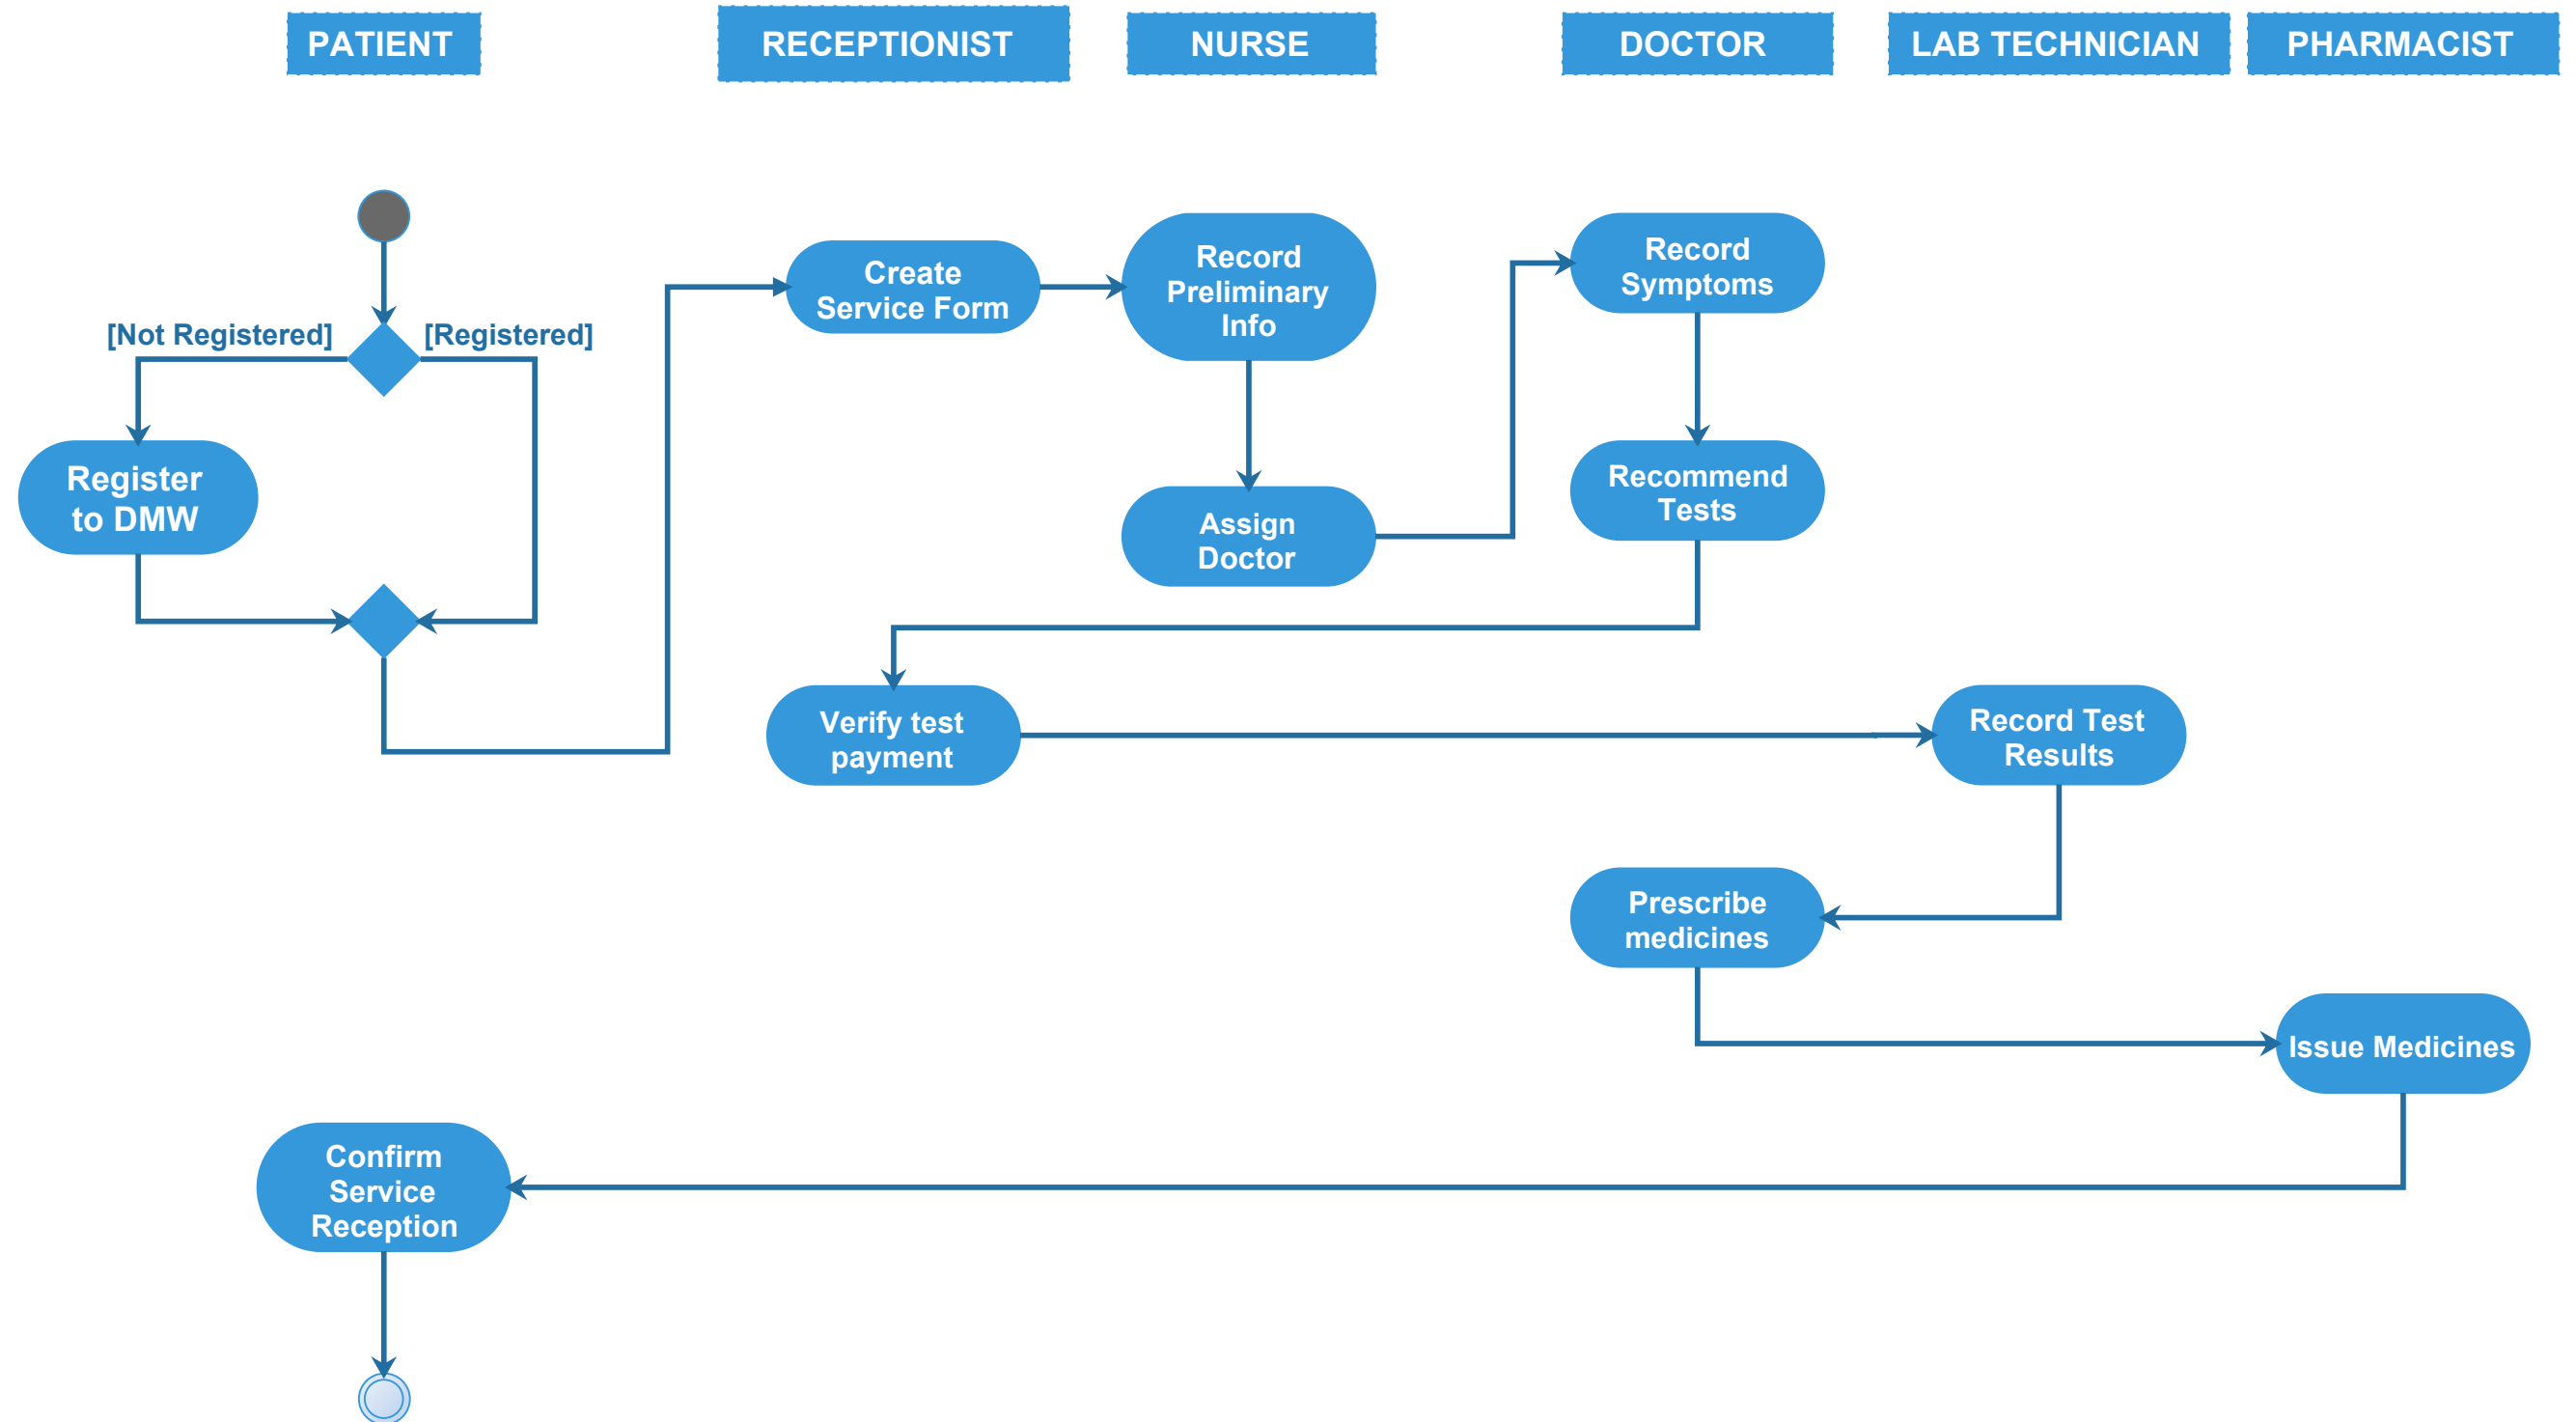 PATIENT
RECEPTIONIST
NURSE
DOCTOR
LAB TECHNICIAN
PHARMACIST
[Not Registered]
[Registered]
Register
to DMW
Create
Service Form
Record
Preliminary
Info
Assign
Doctor
Record
Symptoms
Recommend
Tests
Verify test
payment
Record Test
Results
Prescribe
medicines
Issue Medicines
Confirm
Service
Reception